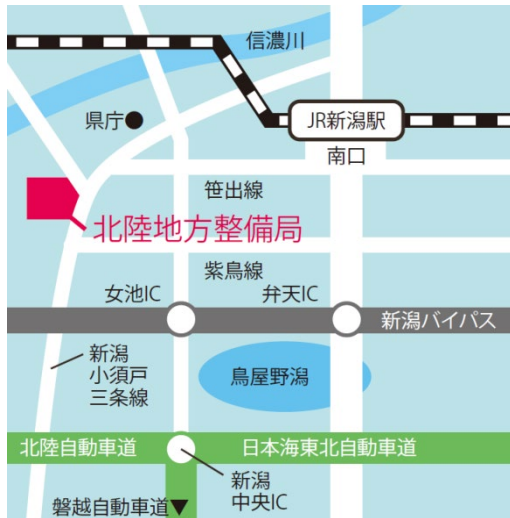 信濃川
県庁
JR新潟駅
南口
笹出線
北陸地方整備局
紫鳥線
女池IC
弁天IC
新潟バイパス
新潟
小須戸
三条線
鳥屋野潟
北陸自動車道
日本海東北自動車道
新潟
中央IC
磐越自動車道▼